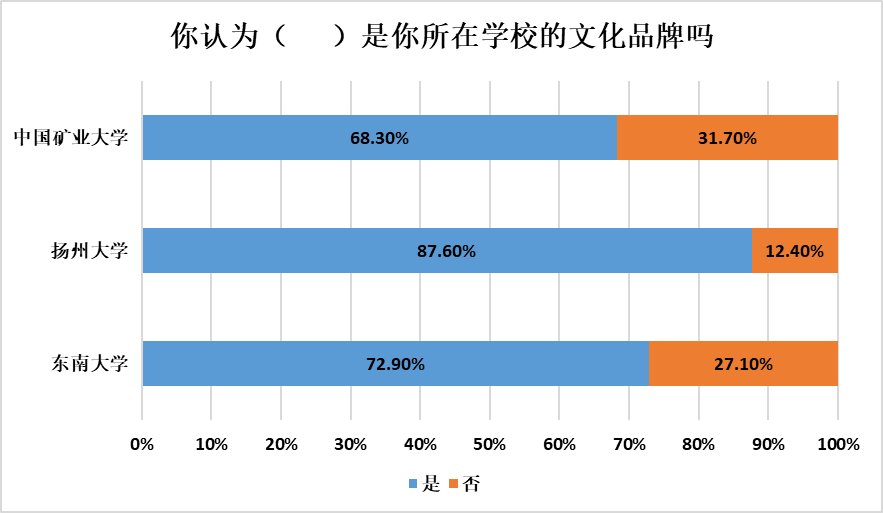 你认为（ ）是你所在学校的文化品牌吗
中国矿业大学 68.30% 31.70%
扬州大学 87.60% 12.40%
东南大学 72.90% 27.10%
0% 10% 20% 30% 40% 50% 60% 70% 80% 90% 100%
是 否